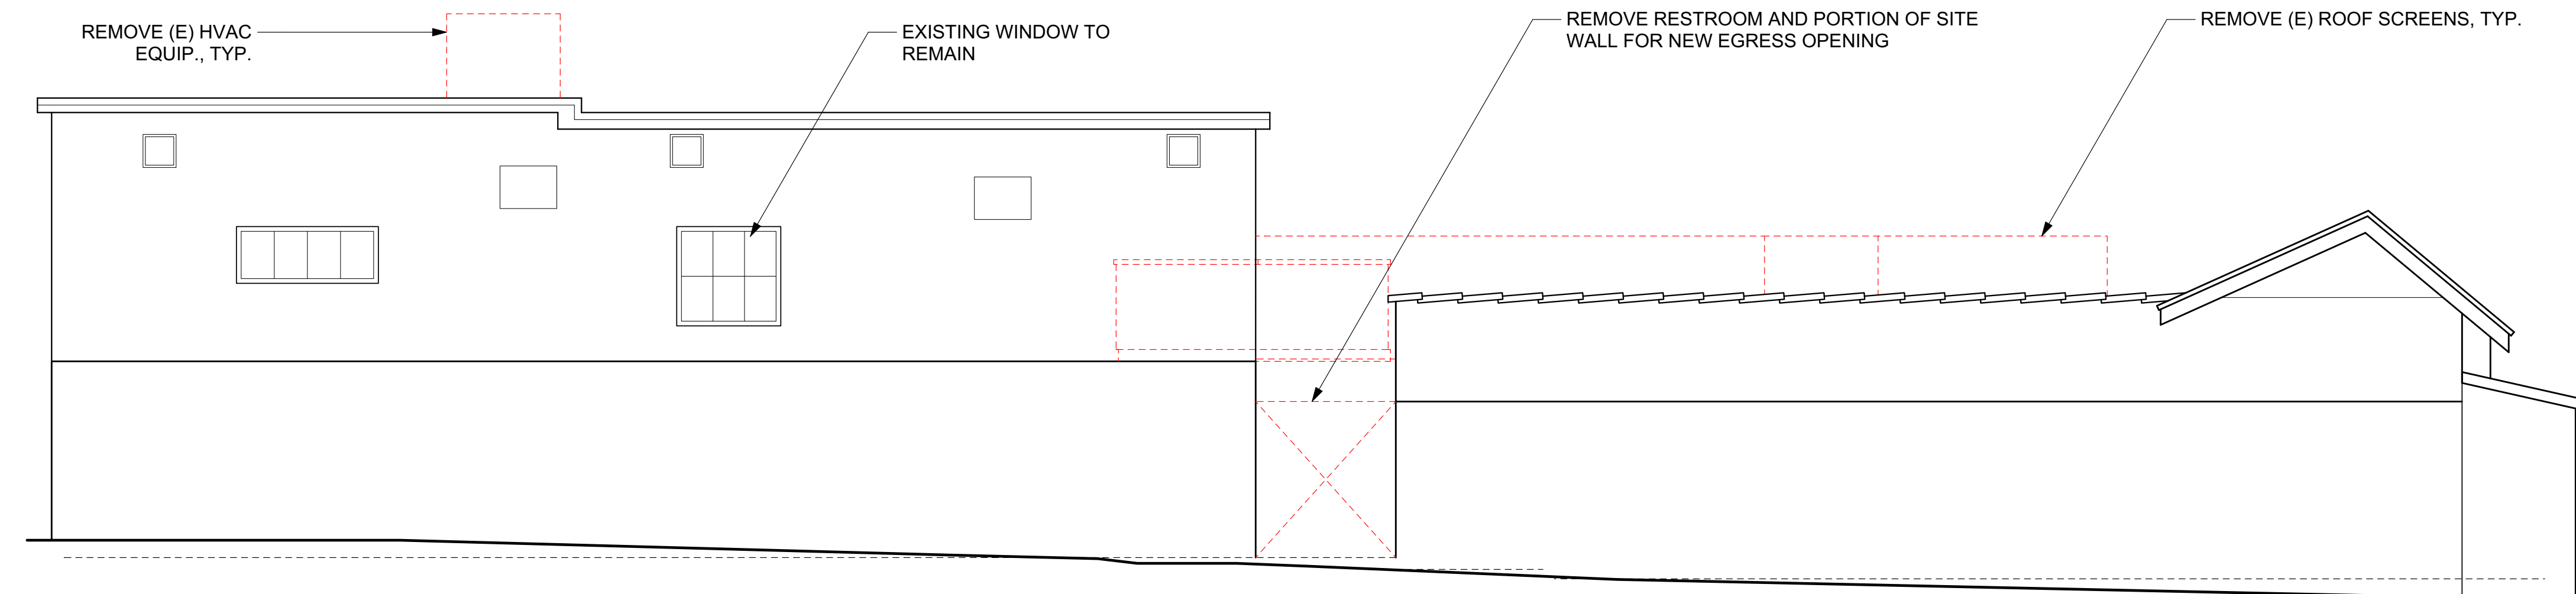 REMOVE (E) HVAC
EQUIP., TYP.
EXISTING WINDOW TO
REMAIN
REMOVE RESTROOM AND PORTION OF SITE
WALL FOR NEW EGRESS OPENING
REMOVE (E) ROOF SCREENS, TYP.